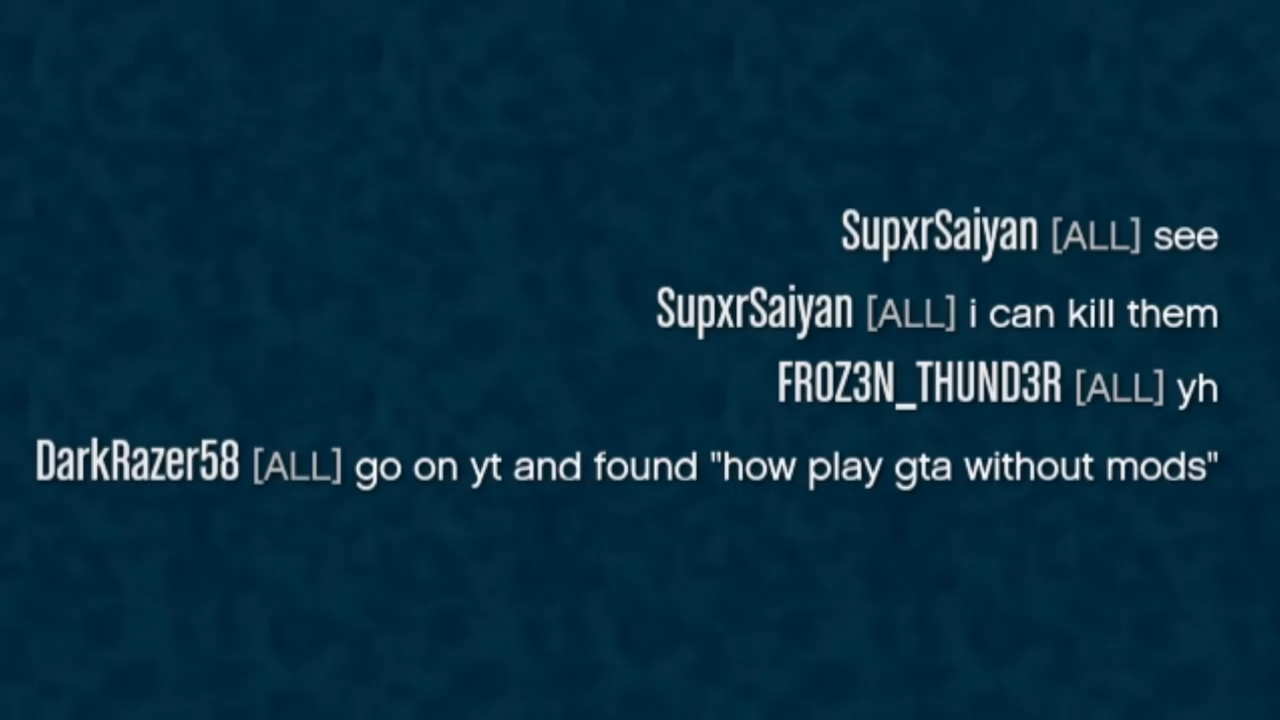 SupxrSaiyan [ALL] see
SupxrSaiyan [ALL] i can kill them
FROZ3N_THUND3R [ALL] yh
DarkRazer58 [ALL] go on yt and found "how play gta without mods"